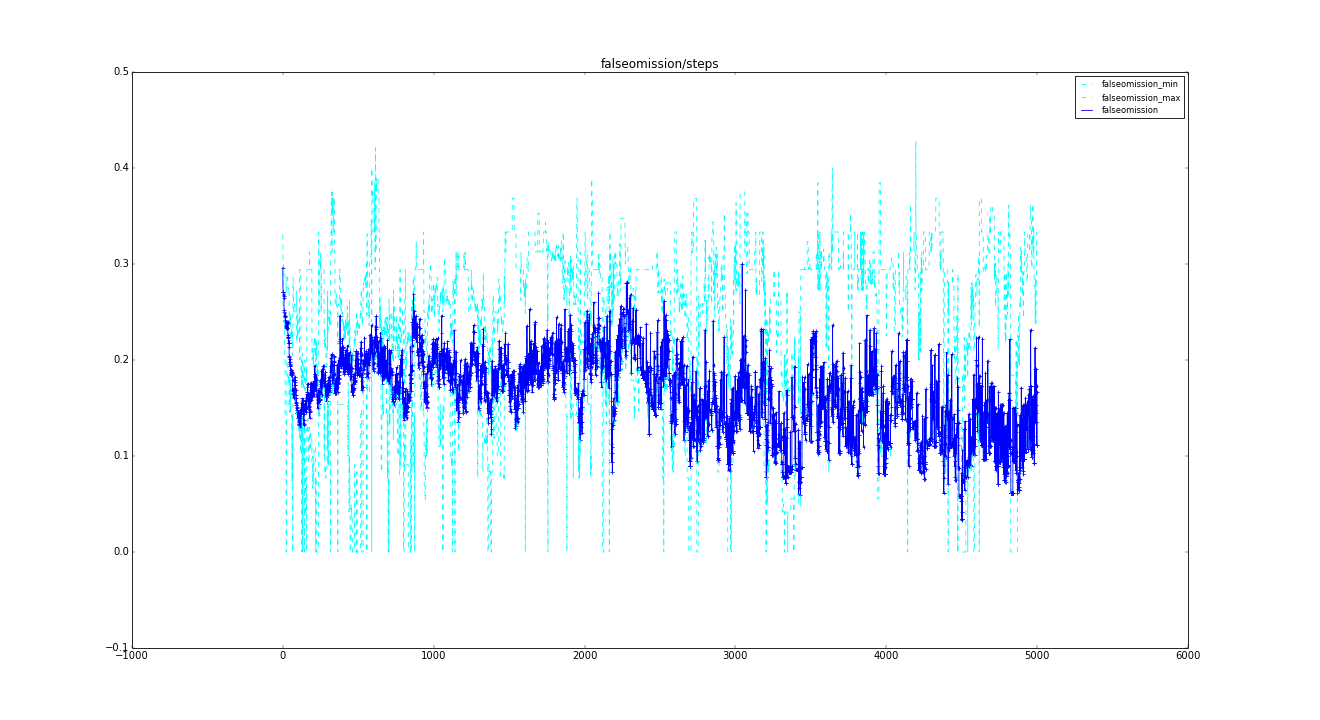 falseomission/steps
0.5
falseomission_min
falseomission_max
falseomission
0.4
0.3
0.2
0.1
0.0
−0.1
−1000 0 1000 2000 3000 4000 5000 6000